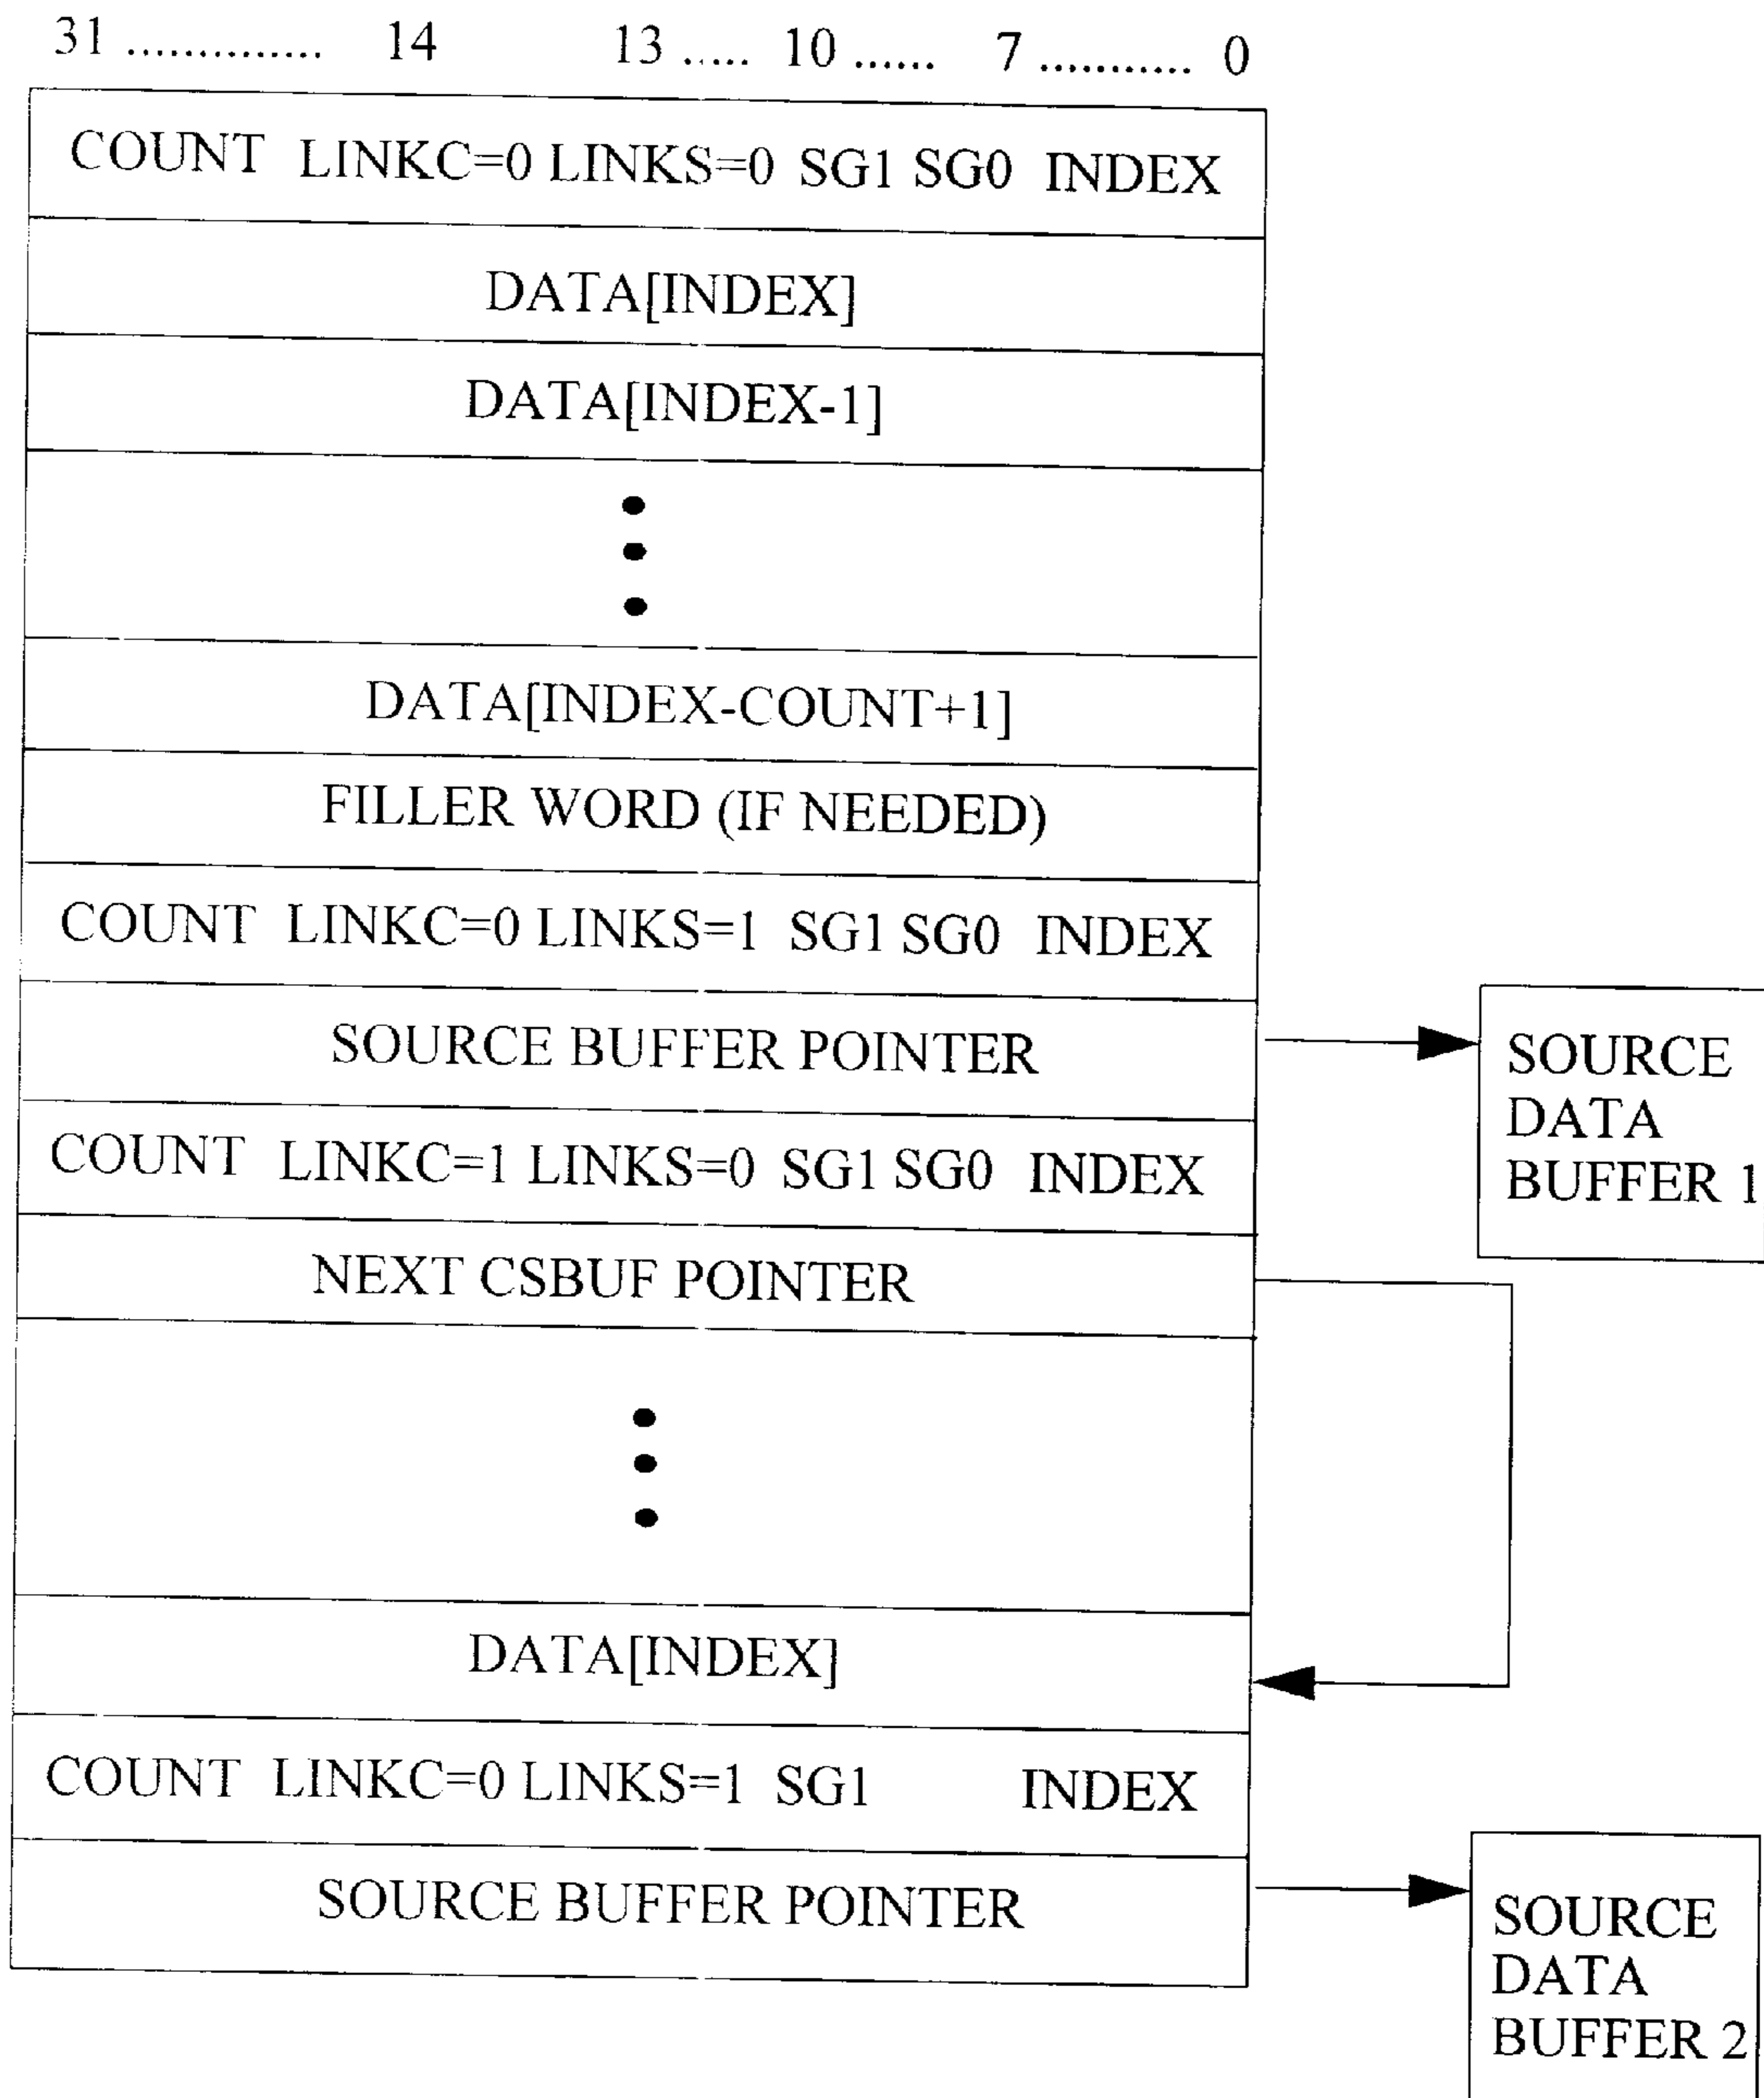 31 .............. 14 13 ..... 10 ...... 7 ........... 0
COUNT LINKC=0 LINKS=0 SG1 SG0 INDEX
DATA[INDEX]
DATA[INDEX-1]
DATA[INDEX-COUNT+1]
FILLER WORD (IF NEEDED)
COUNT LINKC=0 LINKS=1 SG1 SG0 INDEX
SOURCE BUFFER POINTER
SOURCE
DATA
BUFFER 1
COUNT LINKC=1 LINKS=0 SG1 SG0 INDEX
NEXT CSBUF POINTER
DATA[INDEX]
COUNT LINKC=0 LINKS=1 SG1 INDEX
SOURCE BUFFER POINTER
SOURCE
DATA
BUFFER 2